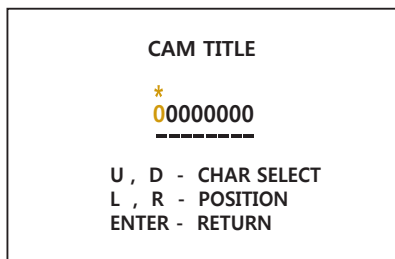 CAM TITLE
*
00000000
--------
U , D - CHAR SELECT
L , R - POSITION
ENTER - RETURN